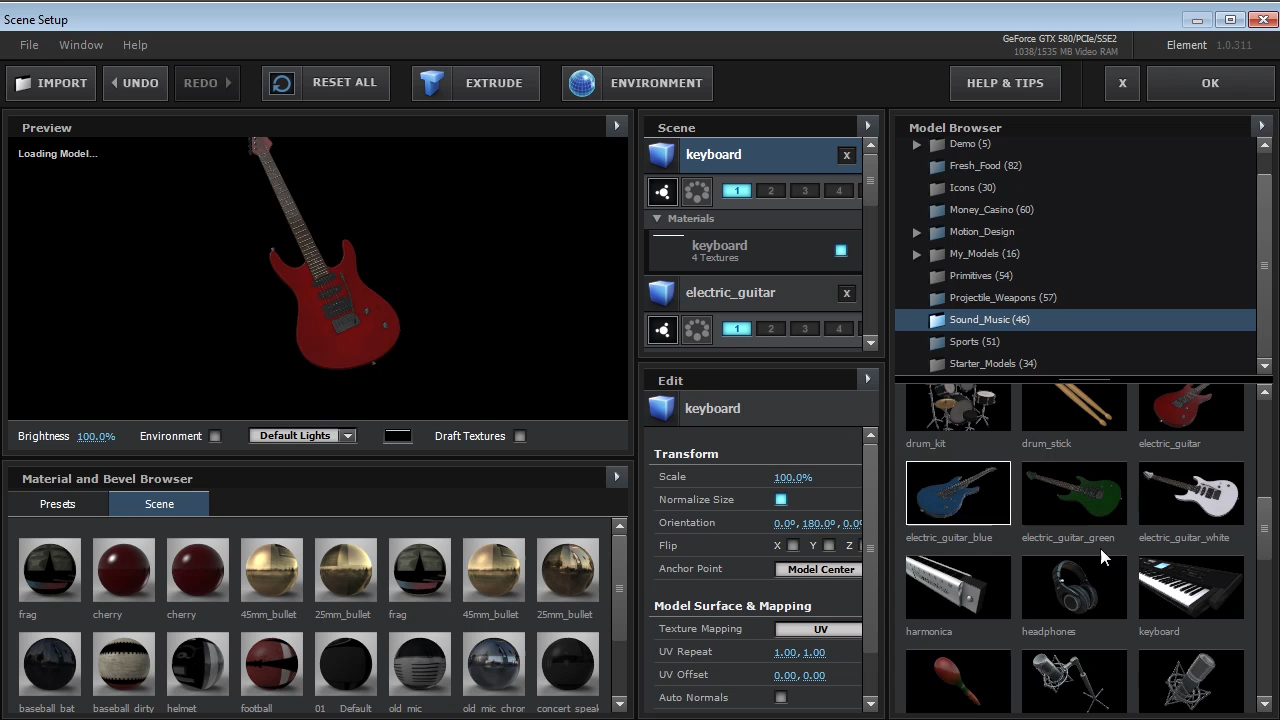 Scene Setup
File Window Help
GeForce GTX 580/PCIe/SSE2
1038/1535 MB Video RAM
Element 1.0.311
IMPORT UNDO REDO RESET ALL EXTRUDE ENVIRONMENT HELP & TIPS X OK
Preview
Loading Model...
Brightness 100.0% Environment Default Lights Draft Textures
Material and Bevel Browser
Presets Scene
frag cherry cherry 45mm_bullet 25mm_bullet frag 45mm_bullet 25mm_bullet
baseball_bat baseball_dirty helmet football 01 Default old_mic old_mic_chron concert_speak
Scene
keyboard X
1 2 3 4
Materials
keyboard
4 Textures
electric_guitar X
1 2 3 4
Edit
keyboard
Transform
Scale 100.0%
Normalize Size
Orientation 0.0º, 180.0º, 0.0º
Flip X Y Z
Anchor Point Model Center
Model Surface & Mapping
Texture Mapping UV
UV Repeat 1.00, 1.00
UV Offset 0.00, 0.00
Auto Normals
Model Browser
Demo (5)
Fresh_Food (82)
Icons (30)
Money_Casino (60)
Motion_Design
My_Models (16)
Primitives (54)
Projectile_Weapons (57)
Sound_Music (46)
Sports (51)
Starter_Models (34)
drum_kit drum_stick electric_guitar
electric_guitar_blue electric_guitar_green electric_guitar_white
harmonica headphones keyboard